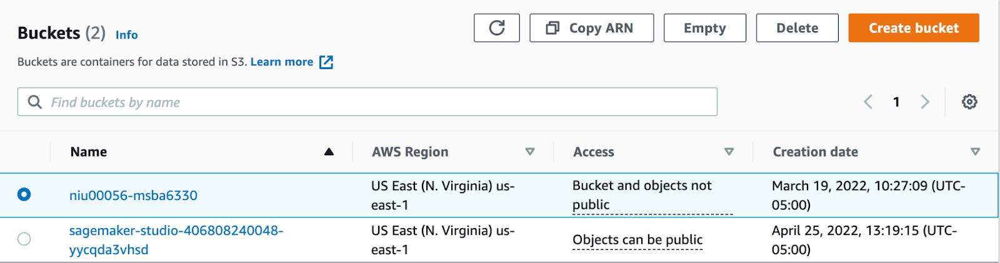 Buckets (2) Info
Copy ARN
Empty
Delete
Create bucket
Buckets are containers for data stored in S3. Learn more
Find buckets by name
1
Name AWS Region Access Creation date
niu00056-msba6330
US East (N. Virginia) us-
east-1
Bucket and objects not
public
March 19, 2022, 10:27:09 (UTC-
05:00)
sagemaker-studio-406808240048-
yycqda3vhsd
US East (N. Virginia) us-
east-1
Objects can be public
April 25, 2022, 13:19:15 (UTC-
05:00)